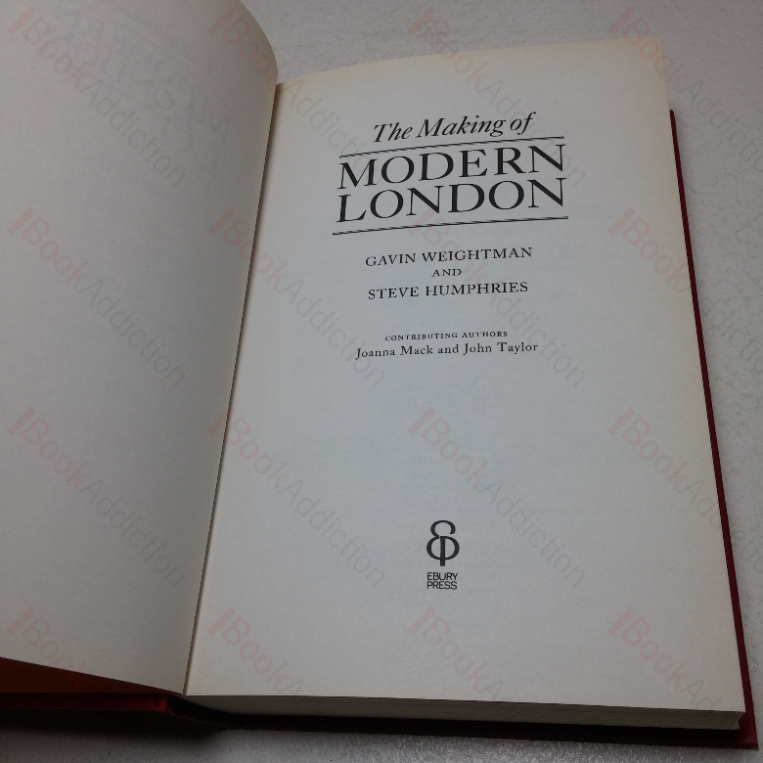 The Making of
MODERN
LONDON
GAVIN WEIGHTMAN
AND
STEVE HUMPHRIES
CONTRIBUTING AUTHORS
Joanna Mack and John Taylor
EBURY
PRESS
BookAddiction